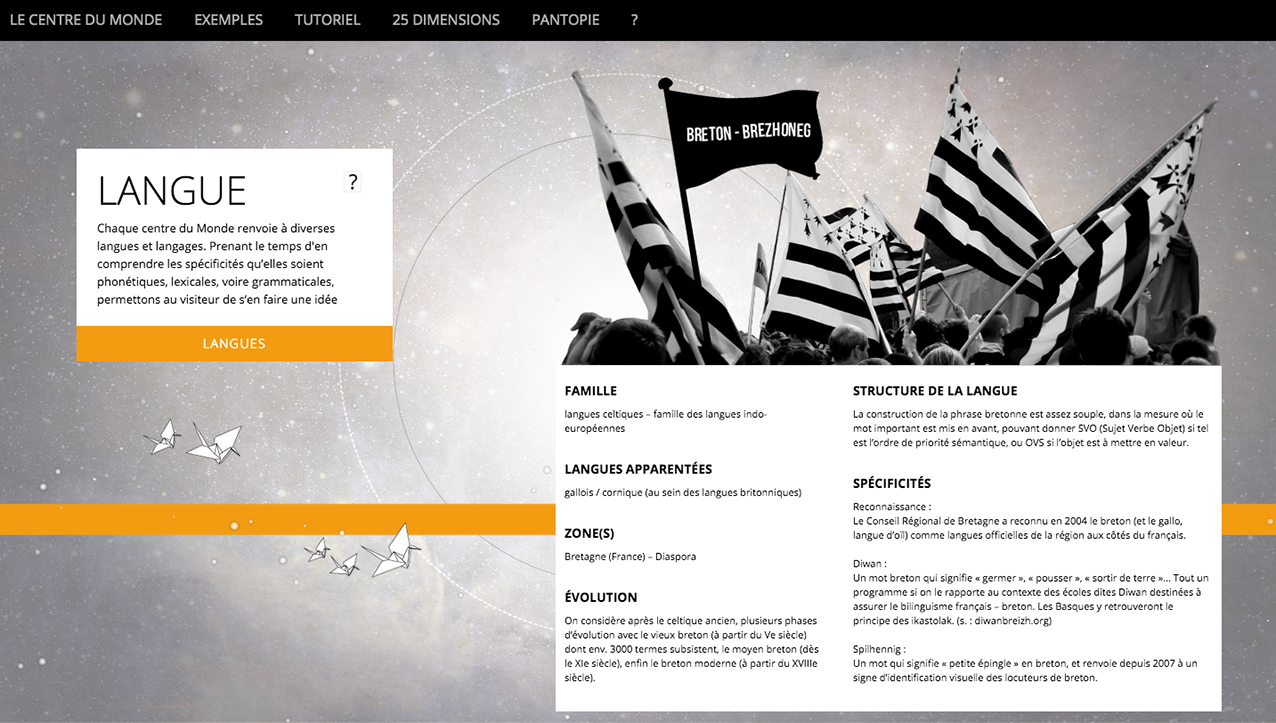 LE CENTRE DU MONDE EXEMPLES TUTORIEL 25 DIMENSIONS PANTOPIE ?
BRETON - BREZHONEG
LANGUE ?
Chaque centre du Monde renvoie à diverses
langues et langages. Prenant le temps d'en
comprendre les spécificités qu'elles soient
phonétiques, lexicales, voire grammaticales,
permettons au visiteur de s'en faire une idée
LANGUES
FAMILLE
langues celtiques – famille des langues indo-
européennes
LANGUES APPARENTÉES
gallois / cornique (au sein des langues britonniques)
ZONE(S)
Bretagne (France) – Diaspora
ÉVOLUTION
On considère après le celtique ancien, plusieurs phases
d'évolution avec le vieux breton (à partir du Ve siècle)
dont env. 3000 termes subsistent, le moyen breton (dès
le XIe siècle), enfin le breton moderne (à partir du XVIIIe
siècle).
STRUCTURE DE LA LANGUE
La construction de la phrase bretonne est assez souple, dans la mesure où le
mot important est mis en avant, pouvant donner SVO (Sujet Verbe Objet) si tel
est l'ordre de priorité sémantique, ou OVS si l'objet est à mettre en valeur.
SPÉCIFICITÉS
Reconnaissance :
Le Conseil Régional de Bretagne a reconnu en 2004 le breton (et le gallo,
langue d'oïl) comme langues officielles de la région aux côtés du français.
Diwan :
Un mot breton qui signifie « germer », « pousser », « sortir de terre »... Tout un
programme si on le rapporte au contexte des écoles dites Diwan destinées à
assurer le bilinguisme français – breton. Les Basques y retrouveront le
principe des ikastolak. (s. : diwanbreizh.org)
Spilhennig :
Un mot qui signifie « petite épingle » en breton, et renvoie depuis 2007 à un
signe d'identification visuelle des locuteurs de breton.